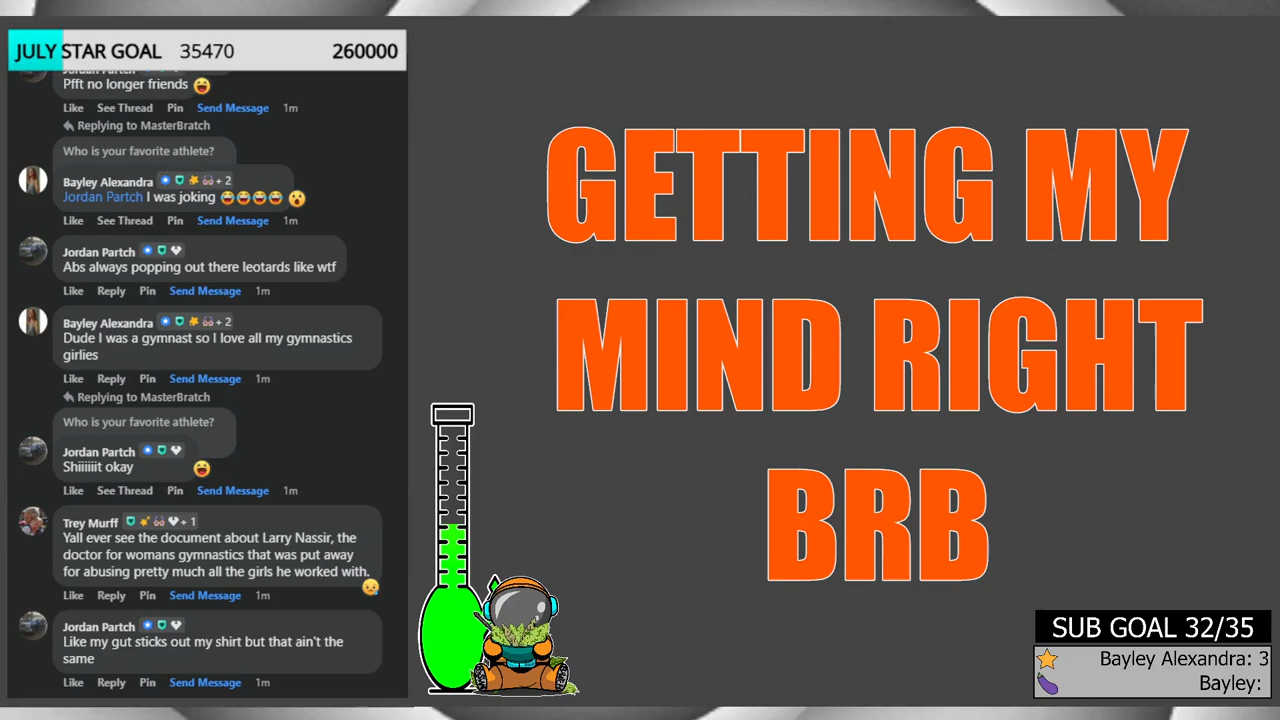 JULY STAR GOAL 35470 260000
Pfft no longer friends
Like See Thread Pin Send Message 1m
Replying to MasterBratch
Who is your favorite athlete?
Bayley Alexandra + 2
Jordan Partch I was joking
Like See Thread Pin Send Message 1m
Jordan Partch
Abs always popping out there leotards like wtf
Like Reply Pin Send Message 1m
Bayley Alexandra + 2
Dude I was a gymnast so I love all my gymnastics
girlies
Like Reply Pin Send Message 1m
Replying to MasterBratch
Who is your favorite athlete?
Jordan Partch
Shiiiiiit okay
Like See Thread Pin Send Message 1m
Trey Murff + 1
Yall ever see the document about Larry Nassir, the
doctor for womans gymnastics that was put away
for abusing pretty much all the girls he worked with.
Like Reply Pin Send Message 1m
Jordan Partch
Like my gut sticks out my shirt but that ain't the
same
Like Reply Pin Send Message 1m
GETTING MY
MIND RIGHT
BRB
SUB GOAL 32/35
Bayley Alexandra: 3
Bayley: